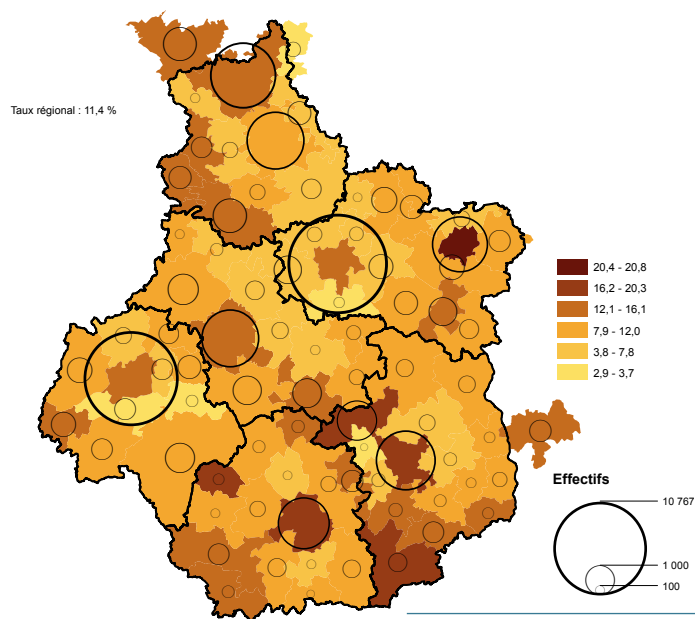 Taux régional : 11,4 %
20,4 - 20,8
16,2 - 20,3
12,1 - 16,1
7,9 - 12,0
3,8 - 7,8
2,9 - 3,7
Effectifs
10 767
1 000
100